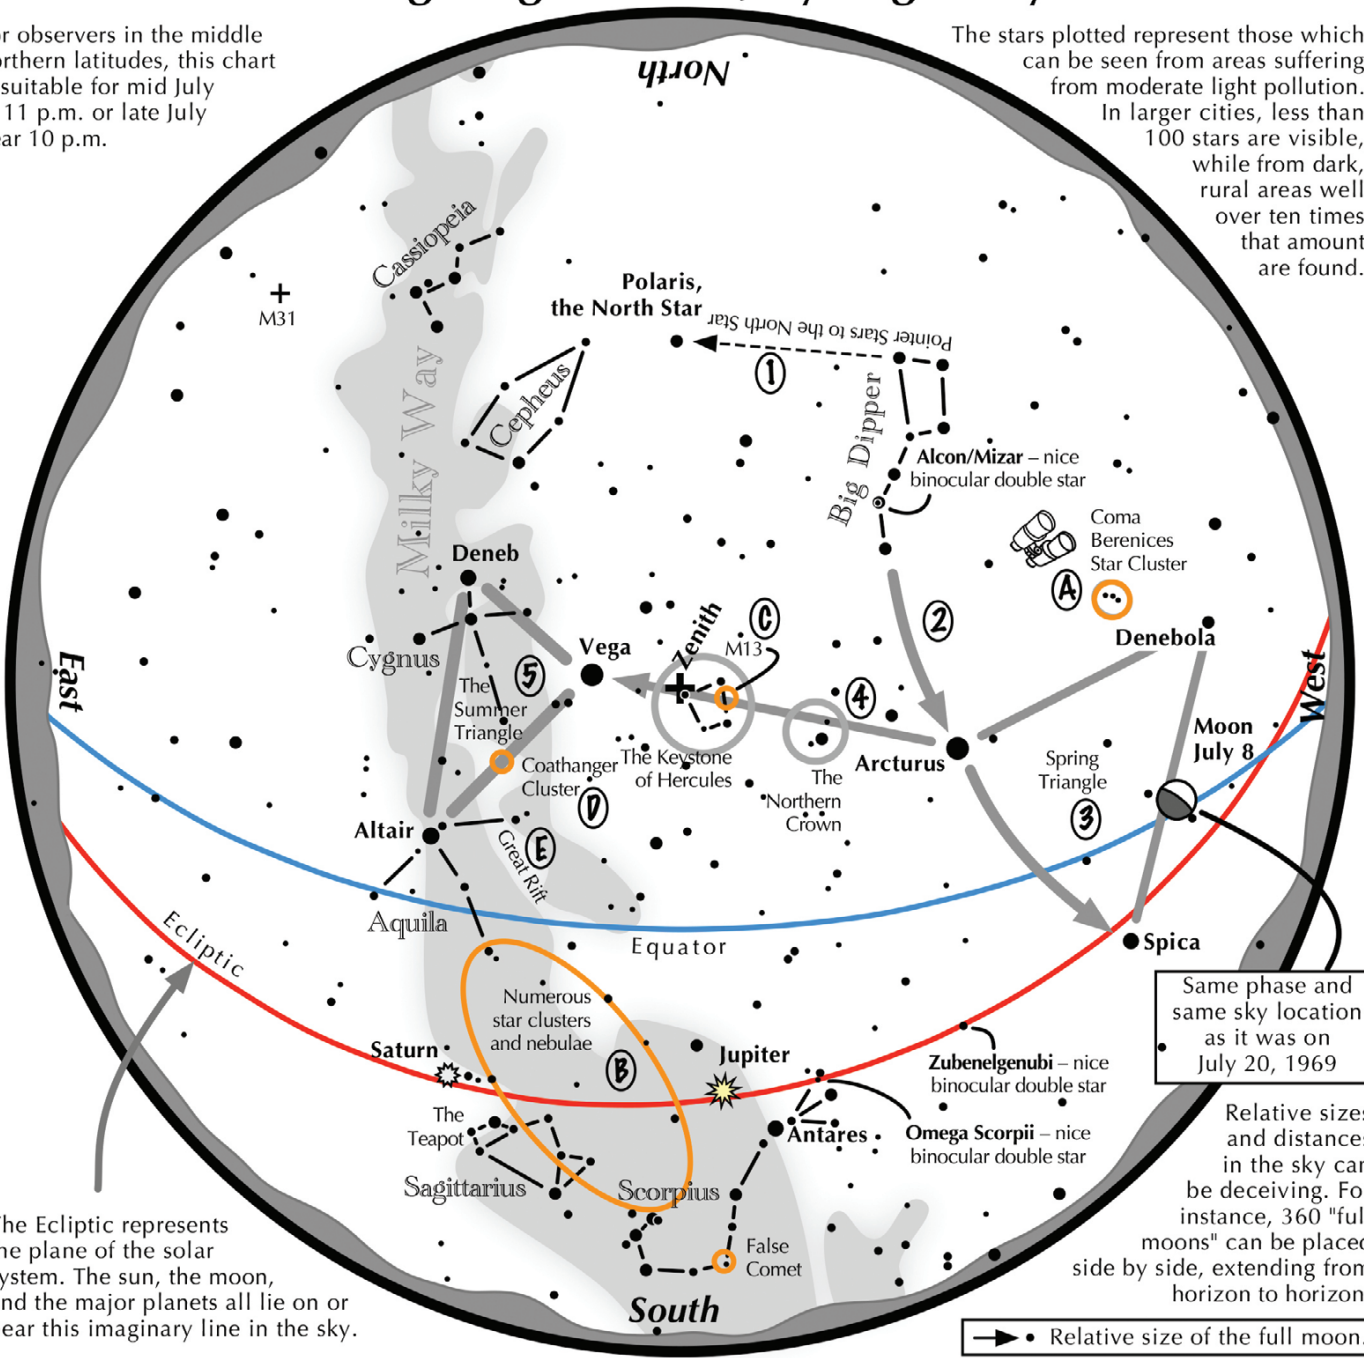 r observers in the middle
rthern latitudes, this chart
suitable for mid July
11 p.m. or late July
ear 10 p.m.
The stars plotted represent those which
can be seen from areas suffering
from moderate light pollution.
In larger cities, less than
100 stars are visible,
while from dark,
rural areas well
over ten times
that amount
are found.
North
Cassiopeia
M31
Polaris,
the North Star
Pointer Stars to the North Star
1
Cepheus
Milky Way
Big Dipper
Alcon/Mizar – nice
binocular double star
Coma
Berenices
Star Cluster
A
Deneb
2
Denebola
Zenith
C
M13
Vega
East
Cygnus
5
The
Summer
Triangle
4
West
Moon
July 8
Arcturus
Spring
Triangle
3
Coathanger
Cluster
D
The Keystone
of Hercules
The
Northern
Crown
Altair
E
Great Rift
Aquila
Equator
Ecliptic
Spica
Numerous
star clusters
and nebulae
B
Same phase and
same sky location
as it was on
July 20, 1969
Saturn
Jupiter
Zubenelgenubi – nice
binocular double star
The
Teapot
Antares
Omega Scorpii – nice
binocular double star
Sagittarius
Scorpius
False
Comet
South
he Ecliptic represents
he plane of the solar
ystem. The sun, the moon,
nd the major planets all lie on or
ear this imaginary line in the sky.
Relative sizes
and distances
in the sky can
be deceiving. For
instance, 360 "full
moons" can be placed
side by side, extending from
horizon to horizon
Relative size of the full moon.